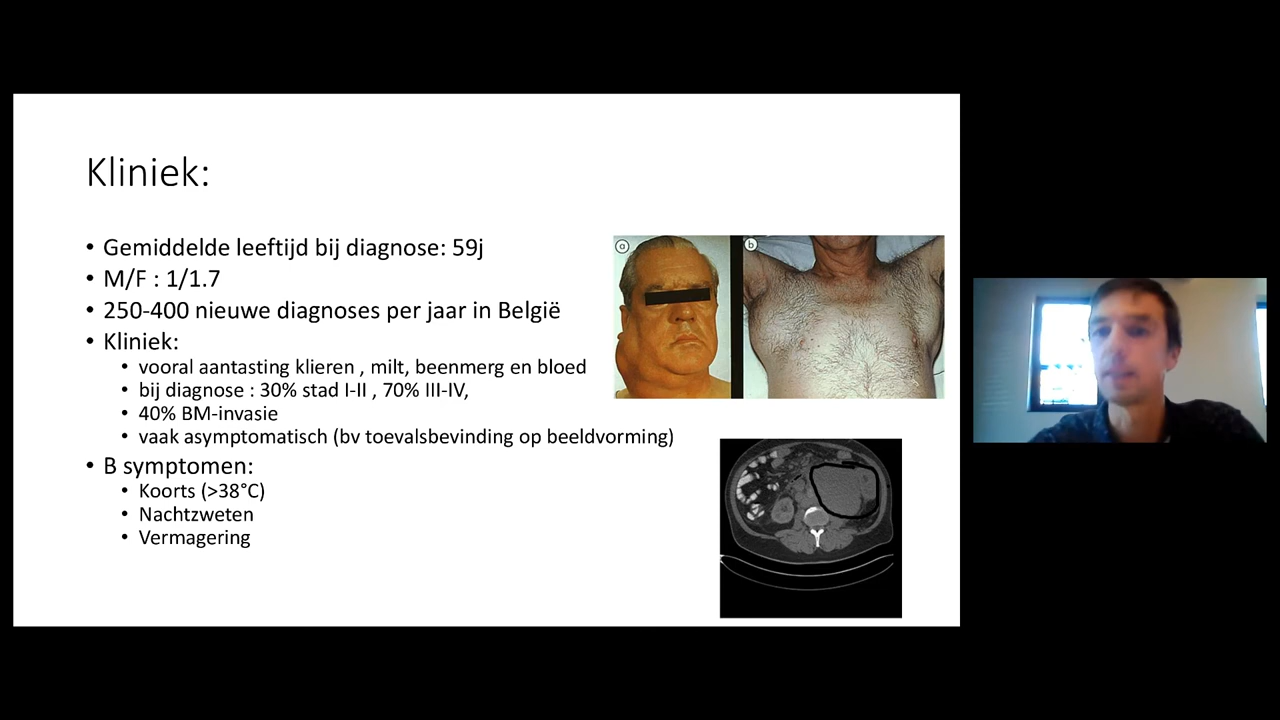 Kliniek:
• Gemiddelde leeftijd bij diagnose: 59j
• M/F : 1/1.7
• 250-400 nieuwe diagnoses per jaar in België
• Kliniek:
• vooral aantasting klieren , milt, beenmerg en bloed
• bij diagnose : 30% stad I-II , 70% III-IV,
• 40% BM-invasie
• vaak asymptomatisch (bv toevalsbevinding op beeldvorming)
• B symptomen:
• Koorts (>38°C)
• Nachtzweten
• Vermagering
a
b